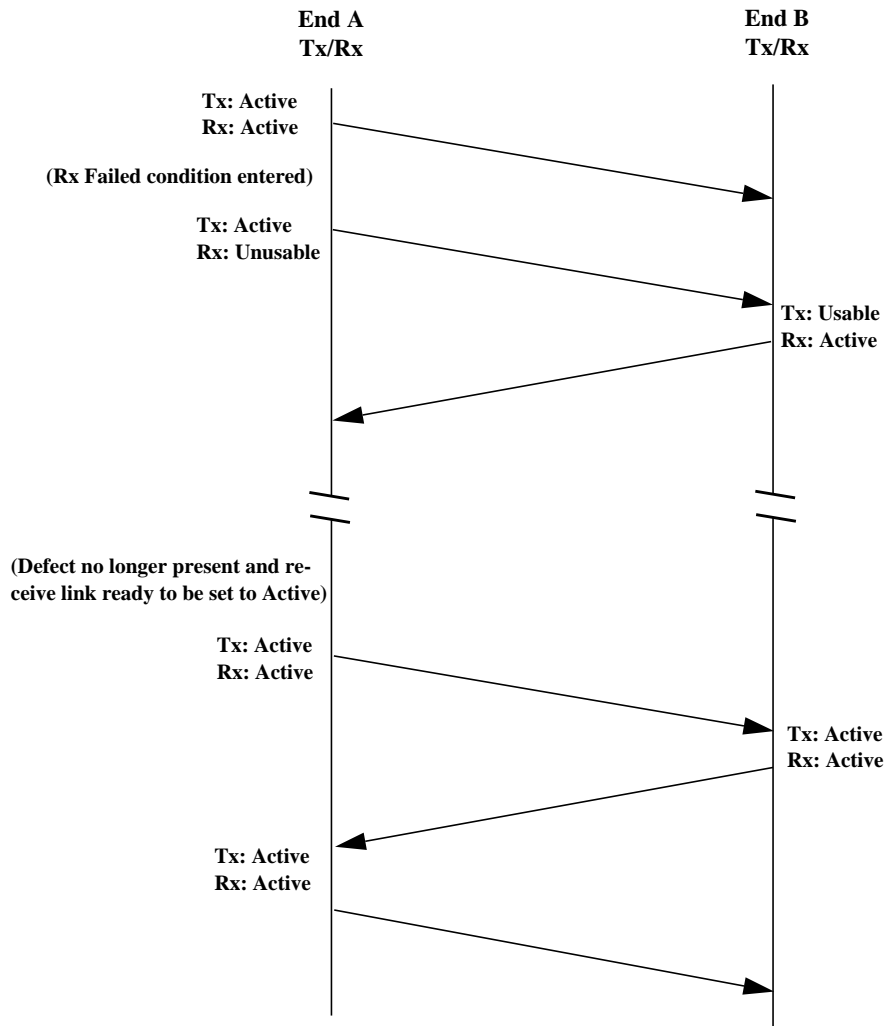 End A
Tx/Rx
End B
Tx/Rx
Tx: Active
Rx: Active
(Rx Failed condition entered)
Tx: Active
Rx: Unusable
Tx: Usable
Rx: Active
(Defect no longer present and re-
ceive link ready to be set to Active)
Tx: Active
Rx: Active
Tx: Active
Rx: Active
Tx: Active
Rx: Active